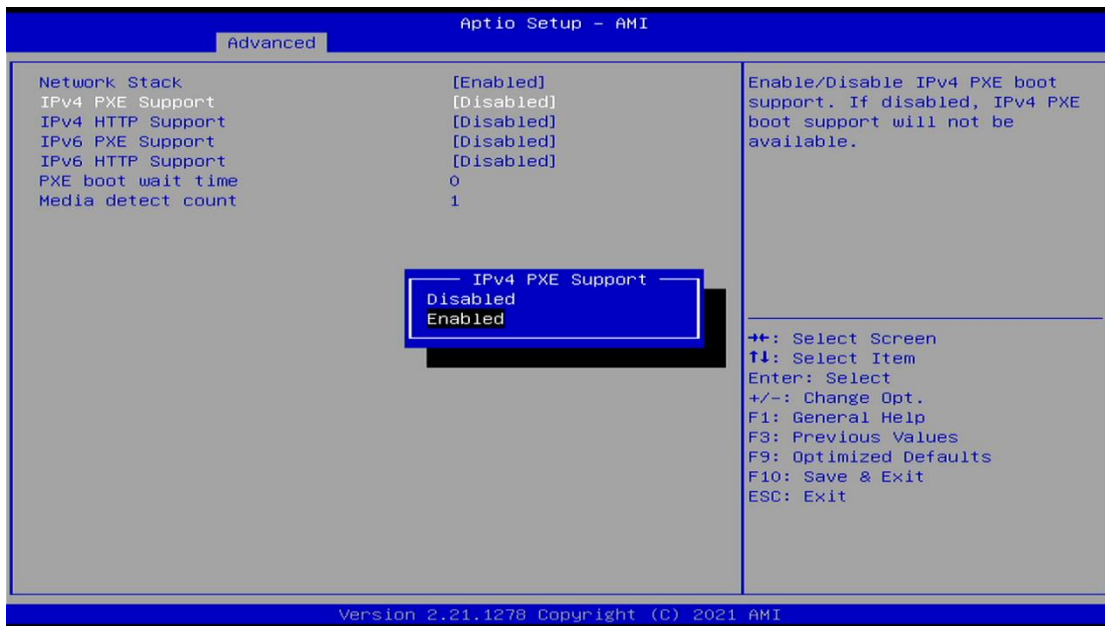 Aptio Setup - AMI
Advanced
Network Stack [Enabled]
IPv4 PXE Support [Disabled]
IPv4 HTTP Support [Disabled]
IPv6 PXE Support [Disabled]
IPv6 HTTP Support [Disabled]
PXE boot wait time 0
Media detect count 1
IPv4 PXE Support
Disabled
Enabled
Enable/Disable IPv4 PXE boot
support. If disabled, IPv4 PXE
boot support will not be
available.
→←: Select Screen
↑↓: Select Item
Enter: Select
+/-: Change Opt.
F1: General Help
F3: Previous Values
F9: Optimized Defaults
F10: Save & Exit
ESC: Exit
Version 2.21.1278 Copyright (C) 2021 AMI